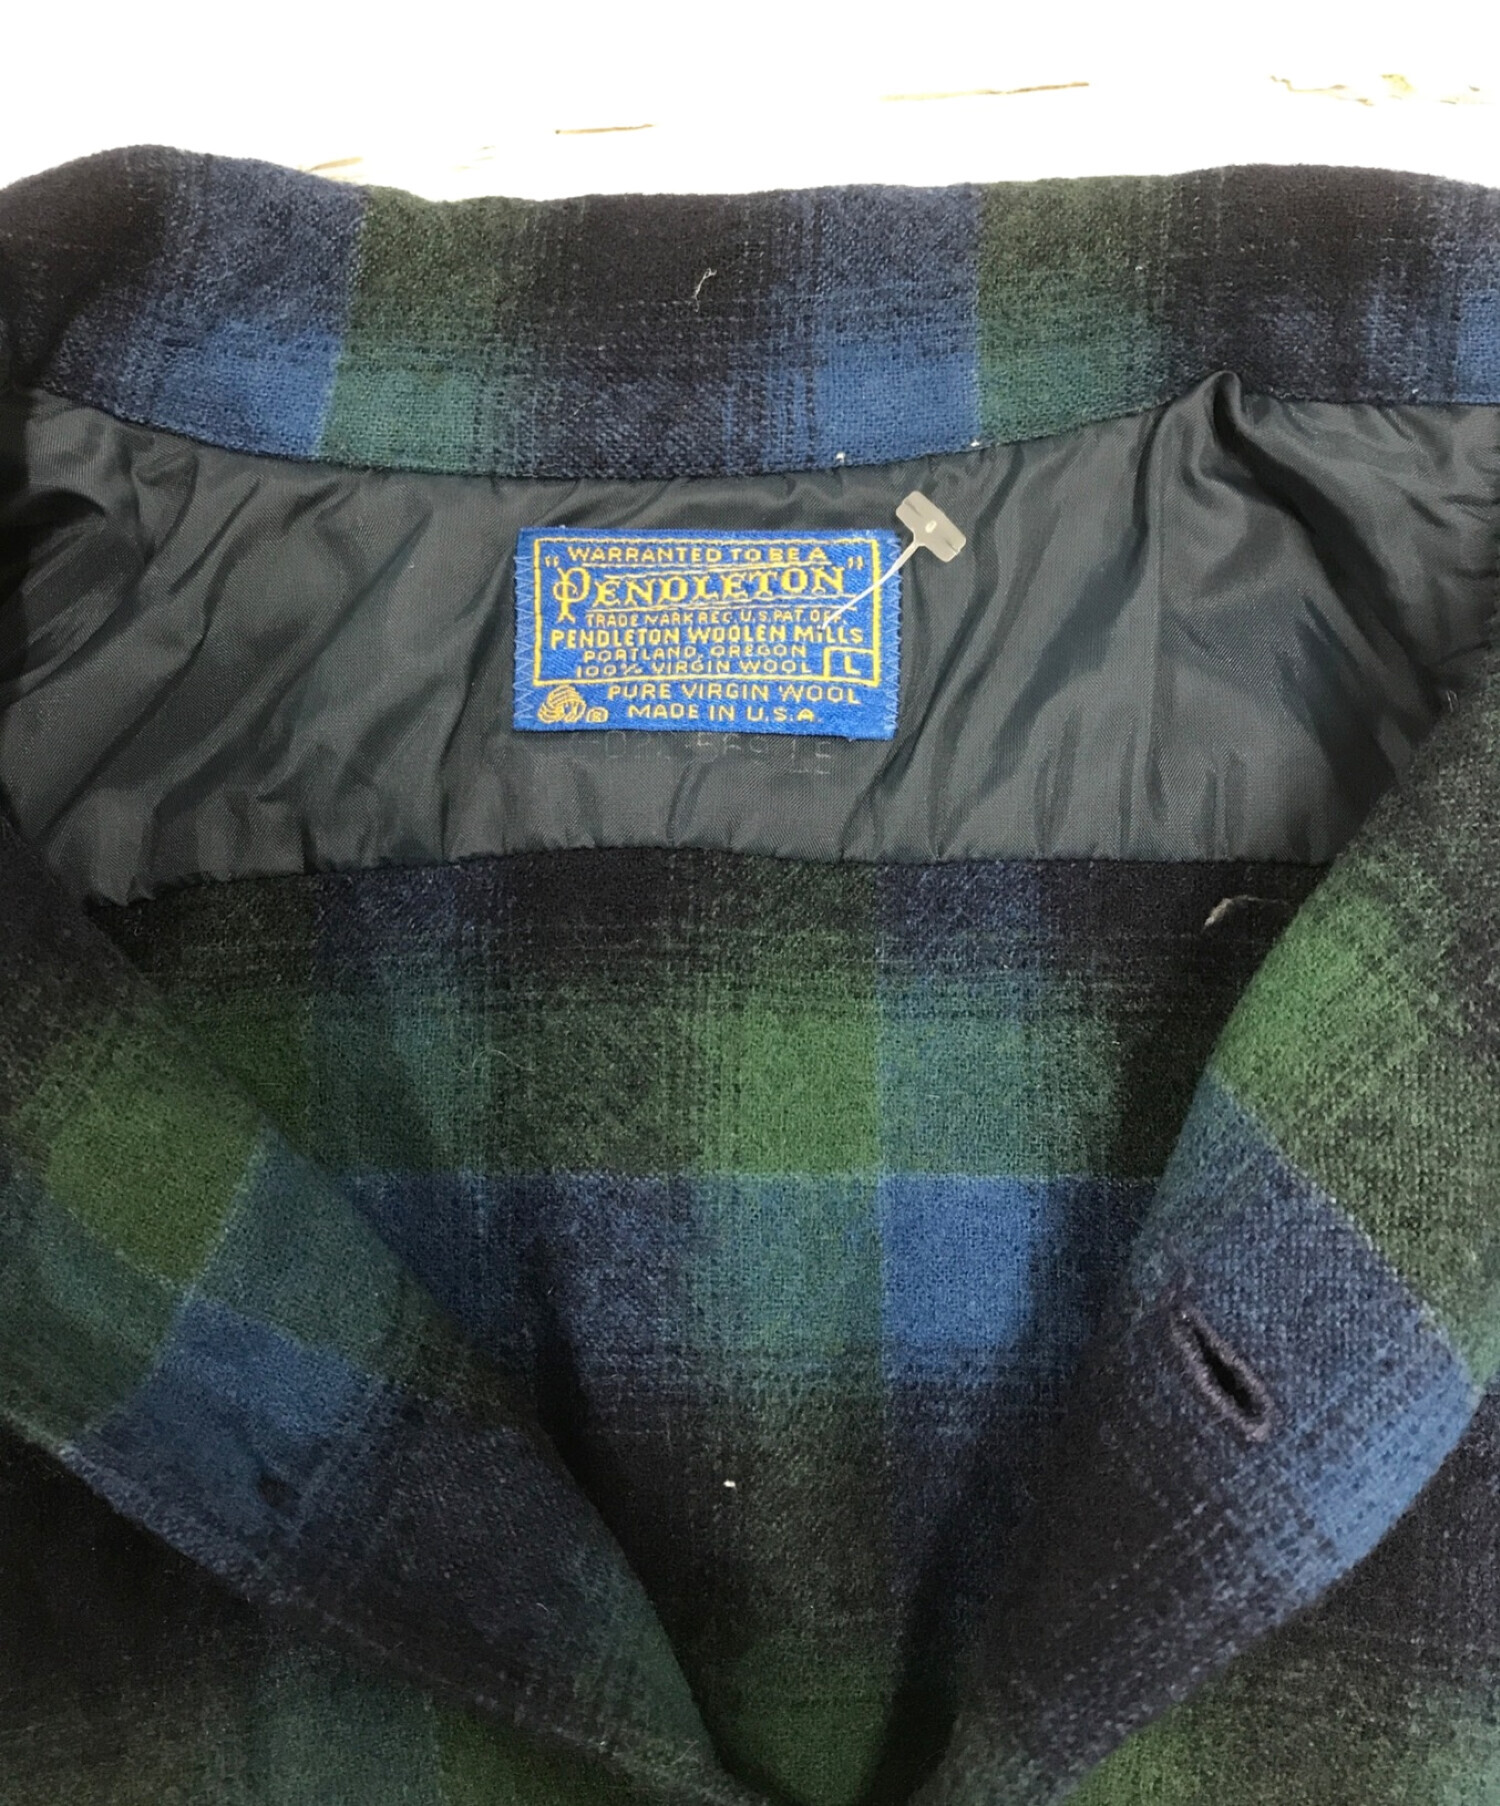 WARRANTED TO BE A
"PENDLETON"
TRADE MARK REG. U.S. PAT. OFF.
PENDLETON WOOLEN MILLS
PORTLAND, OREGON
100% VIRGIN WOOL L
PURE VIRGIN WOOL
® MADE IN U.S.A.